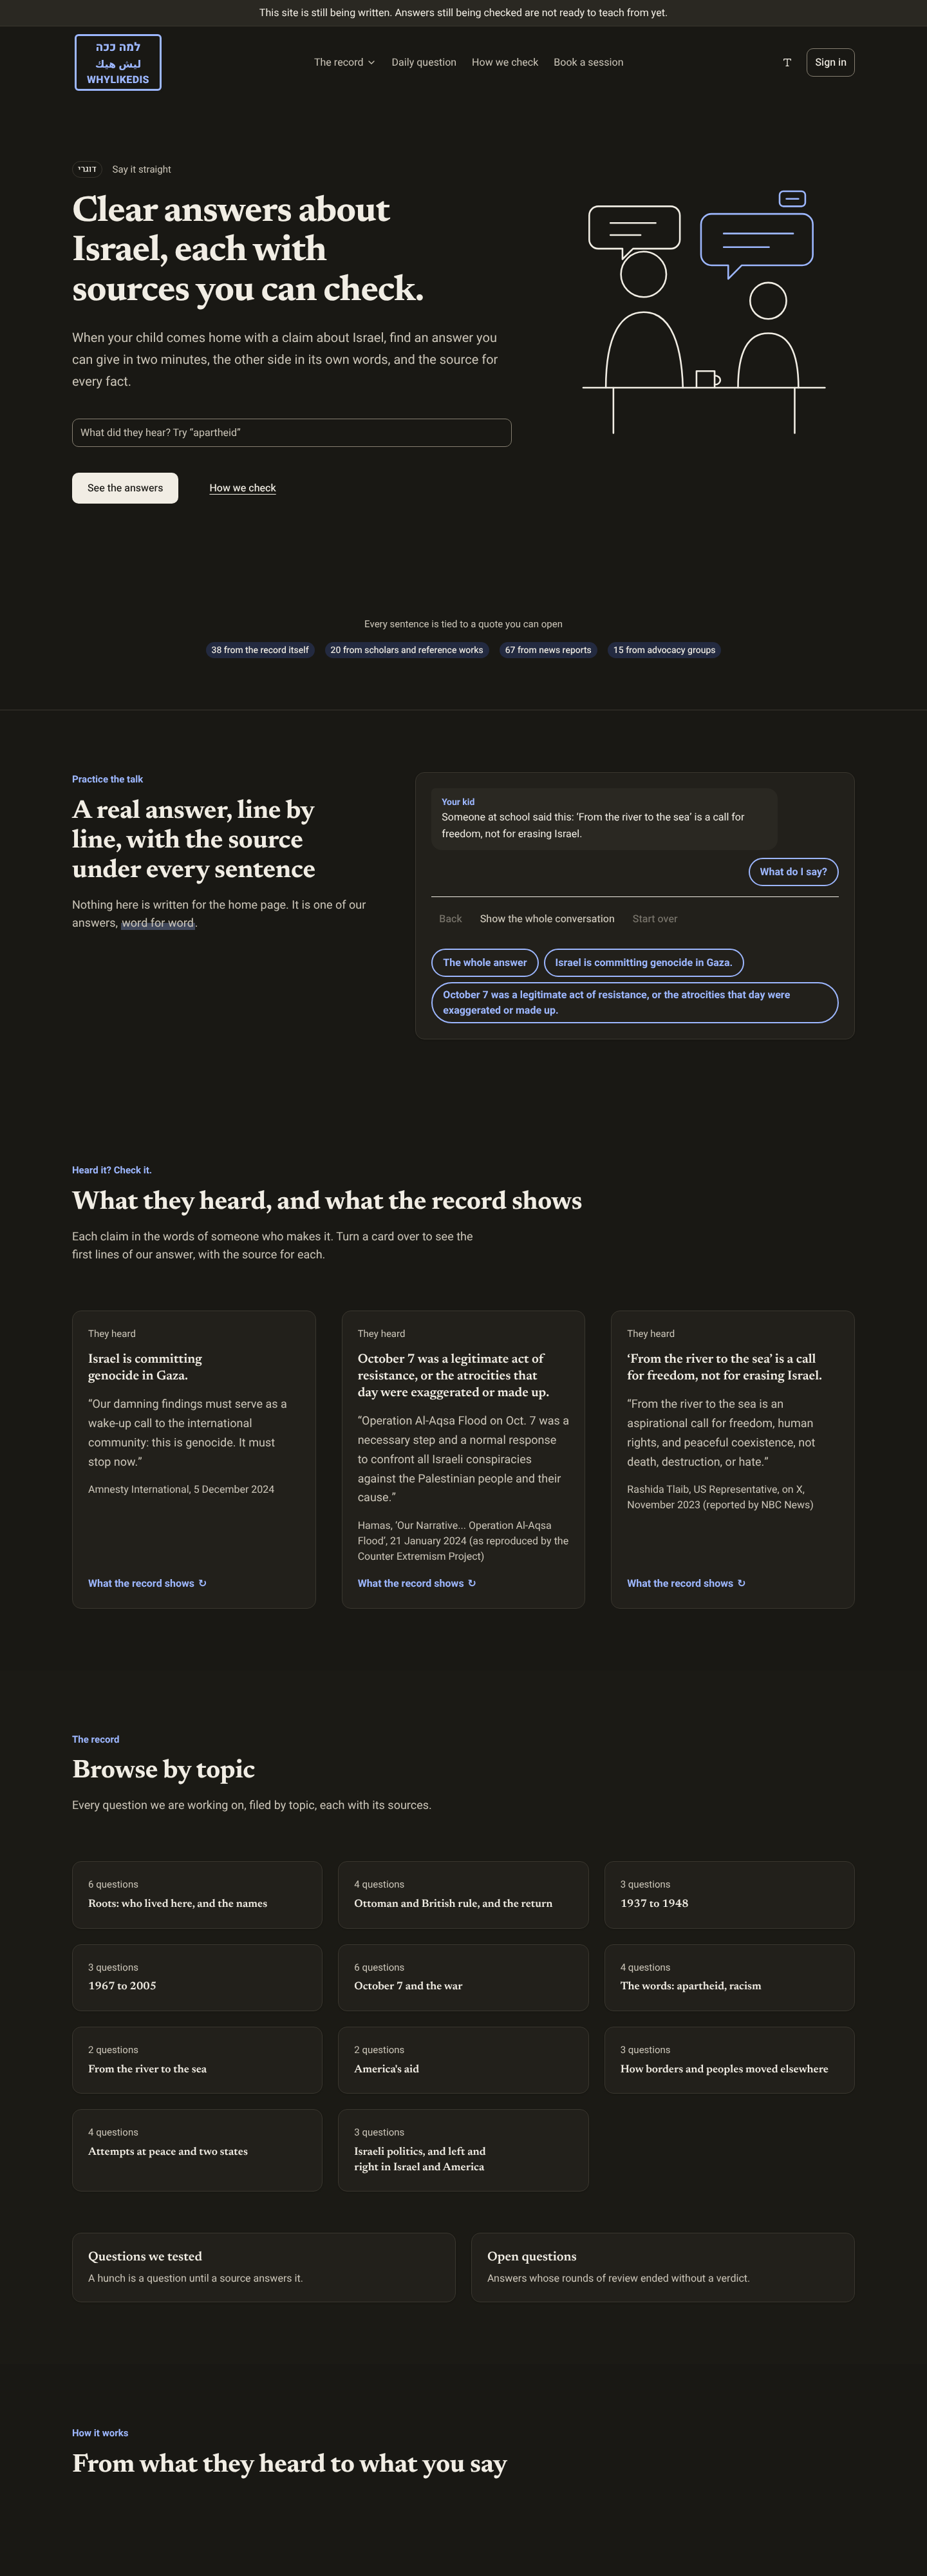 This site is still being written. Answers still being checked are not ready to teach from yet.
למה ככה
ليش هيك
WHYLIKEDIS
The record
Daily question
How we check
Book a session
T
Sign in
דוגרי
Say it straight
Clear answers about
Israel, each with
sources you can check.
When your child comes home with a claim about Israel, find an answer you
can give in two minutes, the other side in its own words, and the source for
every fact.
What did they hear? Try “apartheid”
See the answers
How we check
Every sentence is tied to a quote you can open
38 from the record itself
20 from scholars and reference works
67 from news reports
15 from advocacy groups
Practice the talk
A real answer, line by
line, with the source
under every sentence
Nothing here is written for the home page. It is one of our
answers, word for word.
Your kid
Someone at school said this: ‘From the river to the sea’ is a call for
freedom, not for erasing Israel.
What do I say?
Back
Show the whole conversation
Start over
The whole answer
Israel is committing genocide in Gaza.
October 7 was a legitimate act of resistance, or the atrocities that day were
exaggerated or made up.
Heard it? Check it.
What they heard, and what the record shows
Each claim in the words of someone who makes it. Turn a card over to see the
first lines of our answer, with the source for each.
They heard
Israel is committing
genocide in Gaza.
“Our damning findings must serve as a
wake-up call to the international
community: this is genocide. It must
stop now.”
Amnesty International, 5 December 2024
What the record shows ↻
They heard
October 7 was a legitimate act of
resistance, or the atrocities that
day were exaggerated or made up.
“Operation Al-Aqsa Flood on Oct. 7 was a
necessary step and a normal response
to confront all Israeli conspiracies
against the Palestinian people and their
cause.”
Hamas, ‘Our Narrative... Operation Al-Aqsa
Flood’, 21 January 2024 (as reproduced by the
Counter Extremism Project)
What the record shows ↻
They heard
‘From the river to the sea’ is a call
for freedom, not for erasing Israel.
“From the river to the sea is an
aspirational call for freedom, human
rights, and peaceful coexistence, not
death, destruction, or hate.”
Rashida Tlaib, US Representative, on X,
November 2023 (reported by NBC News)
What the record shows ↻
The record
Browse by topic
Every question we are working on, filed by topic, each with its sources.
6 questions
Roots: who lived here, and the names
4 questions
Ottoman and British rule, and the return
3 questions
1937 to 1948
3 questions
1967 to 2005
6 questions
October 7 and the war
4 questions
The words: apartheid, racism
2 questions
From the river to the sea
2 questions
America's aid
3 questions
How borders and peoples moved elsewhere
4 questions
Attempts at peace and two states
3 questions
Israeli politics, and left and
right in Israel and America
Questions we tested
A hunch is a question until a source answers it.
Open questions
Answers whose rounds of review ended without a verdict.
How it works
From what they heard to what you say